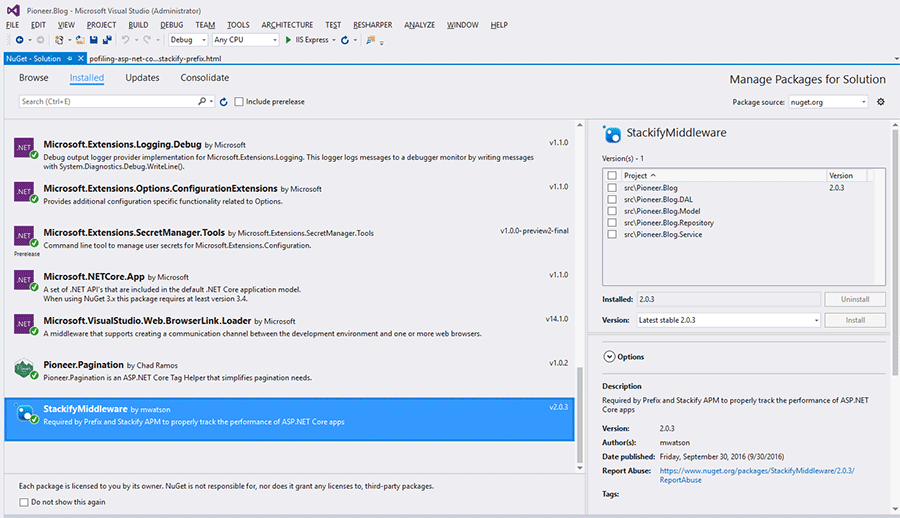 Pioneer.Blog - Microsoft Visual Studio (Administrator)
FILE EDIT VIEW PROJECT BUILD DEBUG TEAM TOOLS ARCHITECTURE TEST RESHARPER ANALYZE WINDOW HELP
Debug Any CPU IIS Express
NuGet - Solution pofiling-asp-net-co...stackify-prefix.html
Browse Installed Updates Consolidate
Manage Packages for Solution
Search (Ctrl+E) Include prerelease
Package source: nuget.org
.NET
Microsoft.Extensions.Logging.Debug by Microsoft v1.1.0
Debug output logger provider implementation for Microsoft.Extensions.Logging. This logger logs messages to a debugger monitor by writing messages
with System.Diagnostics.Debug.WriteLine().
.NET
Microsoft.Extensions.Options.ConfigurationExtensions by Microsoft v1.1.0
Provides additional configuration specific functionality related to Options.
.NET
Prerelease
Microsoft.Extensions.SecretManager.Tools by Microsoft.Extensions.SecretManager.Tools v1.0.0-preview2-final
Command line tool to manage user secrets for Microsoft.Extensions.Configuration.
.NET
Microsoft.NETCore.App by Microsoft v1.1.0
A set of .NET API's that are included in the default .NET Core application model.
When using NuGet 3.x this package requires at least version 3.4.
.NET
Microsoft.VisualStudio.Web.BrowserLink.Loader by Microsoft v14.1.0
A middleware that supports creating a communication channel between the development environment and one or more web browsers.
Pioneer.Pagination by Chad Ramos v1.0.2
Pioneer.Pagination is an ASP.NET Core Tag Helper that simplifies pagination needs.
StackifyMiddleware by mwatson v2.0.3
Required by Prefix and Stackify APM to properly track the performance of ASP.NET Core apps
Each package is licensed to you by its owner. NuGet is not responsible for, nor does it grant any licenses to, third-party packages.
Do not show this again
StackifyMiddleware
Version(s) - 1
Project Version
src\Pioneer.Blog 2.0.3
src\Pioneer.Blog.DAL
src\Pioneer.Blog.Model
src\Pioneer.Blog.Repository
src\Pioneer.Blog.Service
Installed: 2.0.3 Uninstall
Version: Latest stable 2.0.3 Install
Options
Description
Required by Prefix and Stackify APM to properly track the performance of ASP.NET
Core apps
Version: 2.0.3
Author(s): mwatson
Date published: Friday, September 30, 2016 (9/30/2016)
Report Abuse: https://www.nuget.org/packages/StackifyMiddleware/2.0.3/
ReportAbuse
Tags: